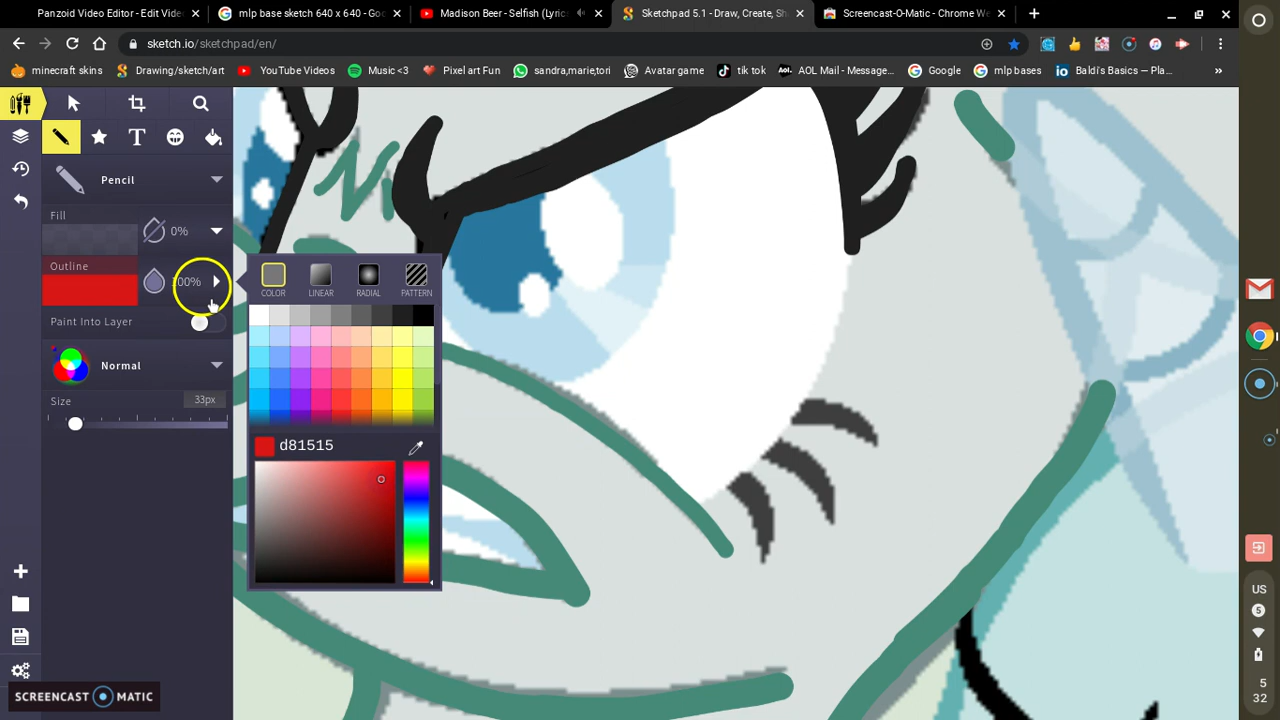 Panzoid Video Editor - Edit Vide
mlp base sketch 640 x 640 - Goo
Madison Beer - Selfish (Lyric
Sketchpad 5.1 - Draw, Create, Sh
Screencast-O-Matic - Chrome We
sketch.io/sketchpad/en/
minecraft skins
Drawing/sketch/art
YouTube Videos
Music <3
Pixel art Fun
sandra,marie,tori
Avatar game
tik tok
AOL Mail - Message...
Google
mlp bases
Baldi's Basics — Pla...
»
T
Pencil
Fill
0%
Outline
100%
Paint Into Layer
Normal
Size
33px
COLOR
LINEAR
RADIAL
PATTERN
d81515
SCREENCAST MATIC
US
5
5
32